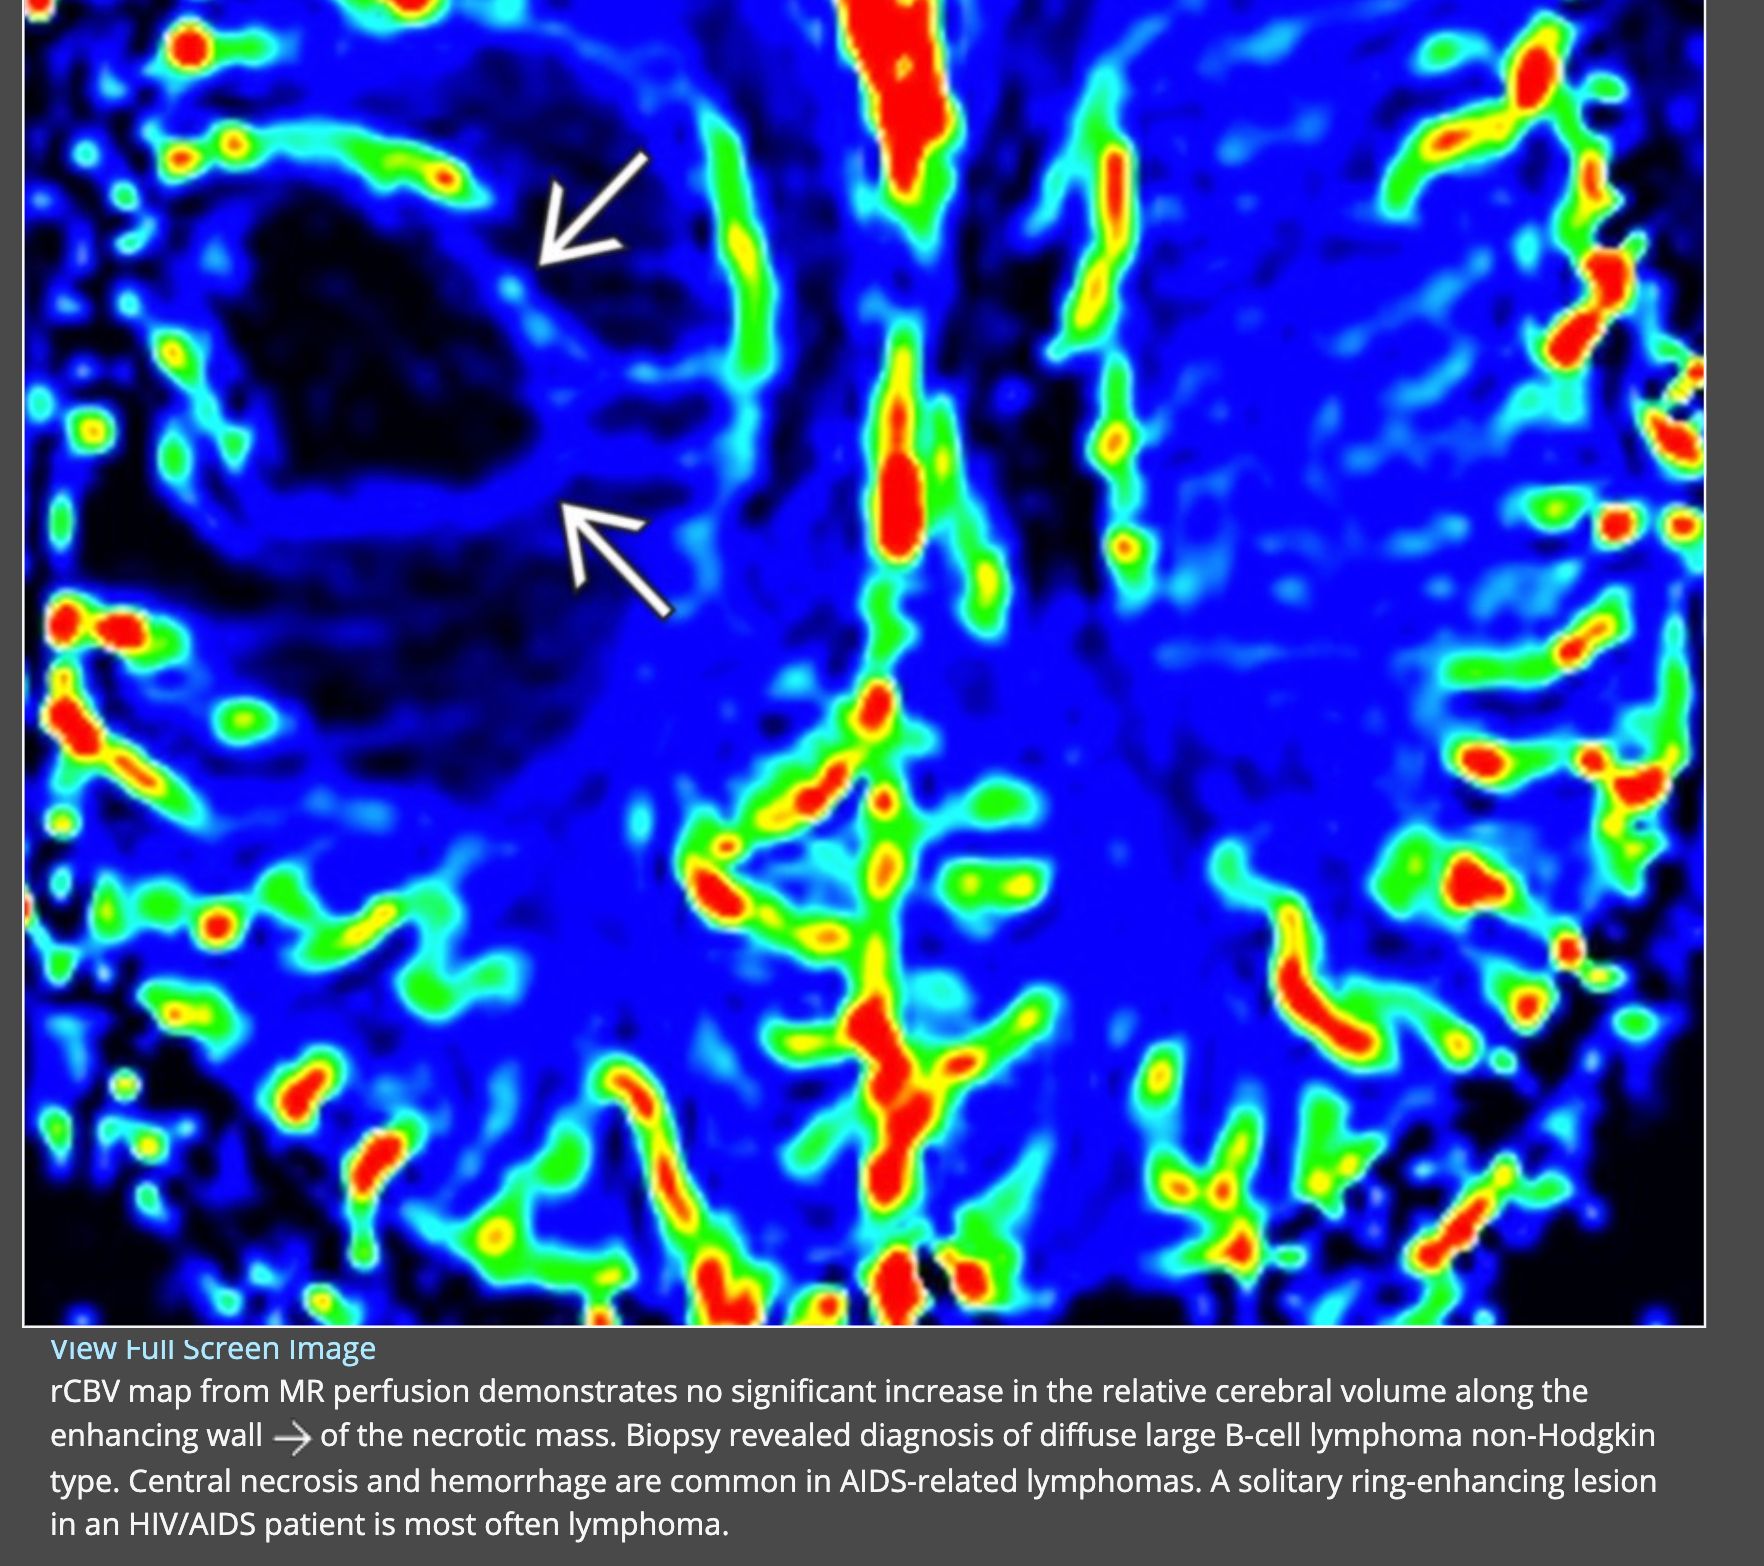 View Full Screen Image
rCBV map from MR perfusion demonstrates no significant increase in the relative cerebral volume along the
enhancing wall → of the necrotic mass. Biopsy revealed diagnosis of diffuse large B-cell lymphoma non-Hodgkin
type. Central necrosis and hemorrhage are common in AIDS-related lymphomas. A solitary ring-enhancing lesion
in an HIV/AIDS patient is most often lymphoma.